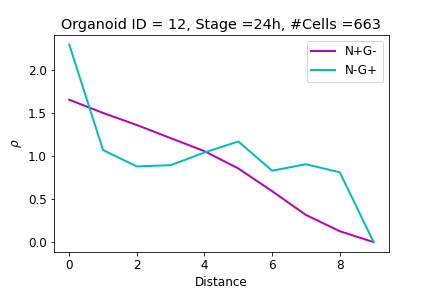 Organoid ID = 12, Stage =24h, #Cells =663
N+G-
N-G+
ρ
2.0
1.5
1.0
0.5
0.0
0 2 4 6 8
Distance